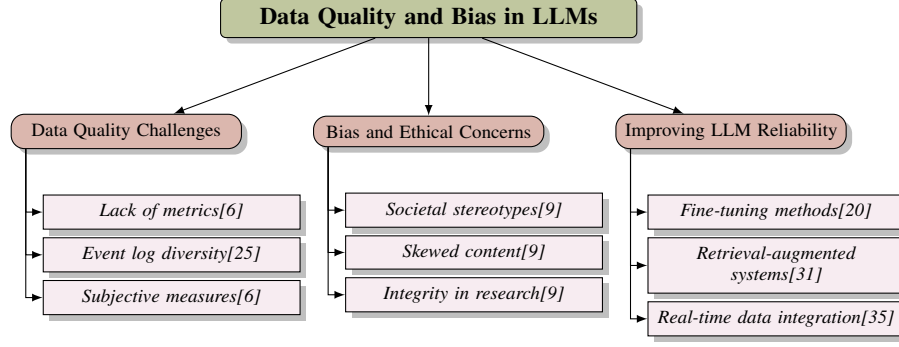 Data Quality and Bias in LLMs
Data Quality Challenges
Lack of metrics[6]
Event log diversity[25]
Subjective measures[6]
Bias and Ethical Concerns
Societal stereotypes[9]
Skewed content[9]
Integrity in research[9]
Improving LLM Reliability
Fine-tuning methods[20]
Retrieval-augmented
systems[31]
Real-time data integration[35]